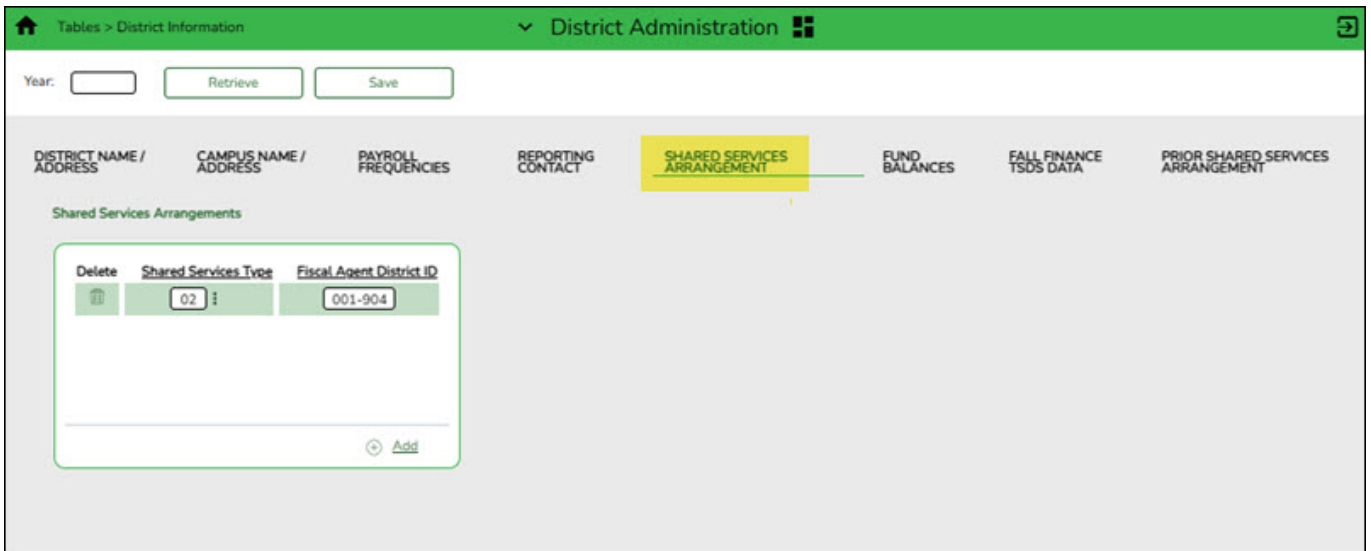 Tables > District Information
District Administration
Year:
Retrieve
Save
DISTRICT NAME /
ADDRESS
CAMPUS NAME /
ADDRESS
PAYROLL
FREQUENCIES
REPORTING
CONTACT
SHARED SERVICES
ARRANGEMENT
FUND
BALANCES
FALL FINANCE
TSDS DATA
PRIOR SHARED SERVICES
ARRANGEMENT
Shared Services Arrangements
Delete Shared Services Type Fiscal Agent District ID
02 001-904
Add